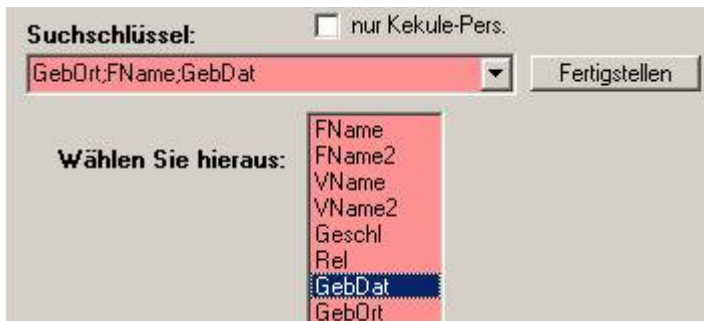 Suchschlüssel:
nur Kekule-Pers.
GebOrt;FName;GebDat
Fertigstellen
Wählen Sie hieraus:
FName
FName2
VName
VName2
Geschl
Rel
GebDat
GebOrt